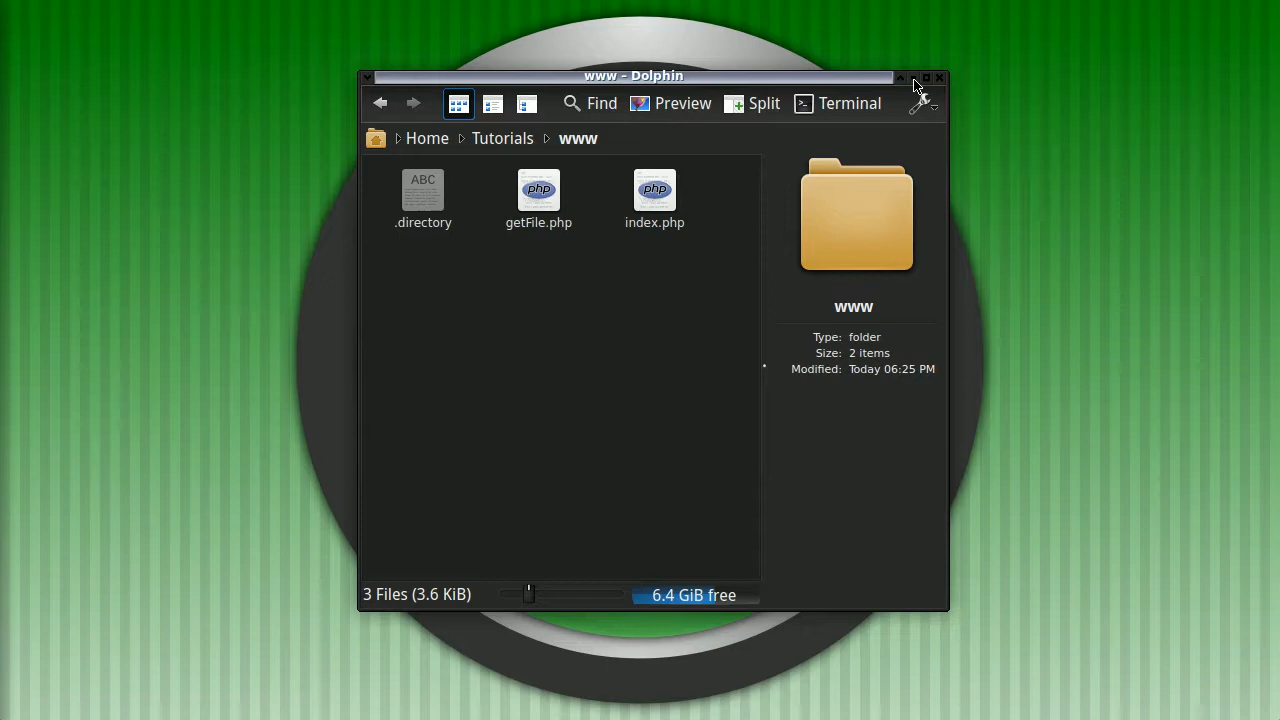 www – Dolphin
Find Preview Split Terminal
Home Tutorials www
ABC
php
php
.directory getFile.php index.php
www
Type: folder
Size: 2 items
Modified: Today 06:25 PM
3 Files (3.6 KiB)
6.4 GiB free